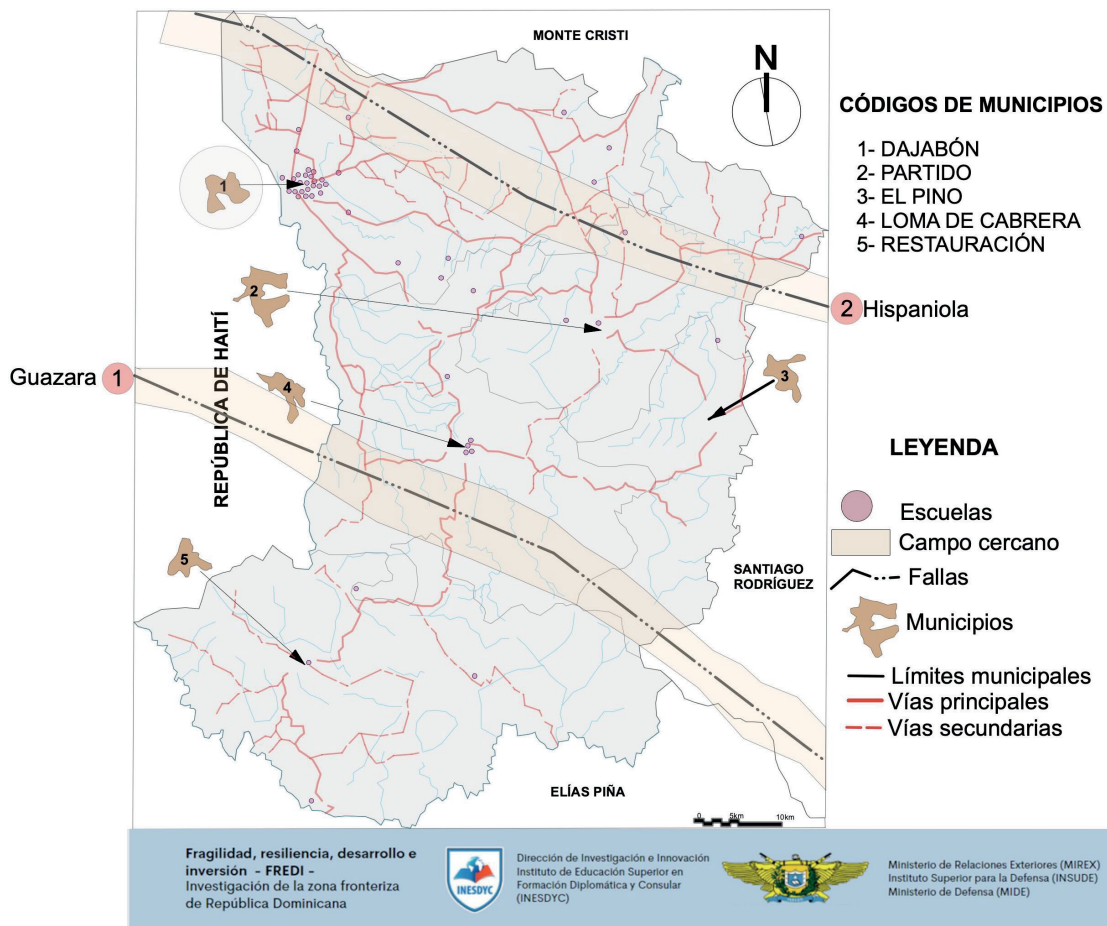 MONTE CRISTI
N
CÓDIGOS DE MUNICIPIOS
1- DAJABÓN
2- PARTIDO
3- EL PINO
4- LOMA DE CABRERA
5- RESTAURACIÓN
1
2
2 Hispaniola
REPÚBLICA DE HAITÍ
Guazara 1
4
3
LEYENDA
Escuelas
Campo cercano
Fallas
Municipios
Límites municipales
Vías principales
Vías secundarias
5
SANTIAGO
RODRÍGUEZ
ELÍAS PIÑA
0 5km 10km
Fragilidad, resiliencia, desarrollo e
inversión - FREDI -
Investigación de la zona fronteriza
de República Dominicana
INESDYC
Dirección de Investigación e Innovación
Instituto de Educación Superior en
Formación Diplomática y Consular
(INESDYC)
Ministerio de Relaciones Exteriores (MIREX)
Instituto Superior para la Defensa (INSUDE)
Ministerio de Defensa (MIDE)